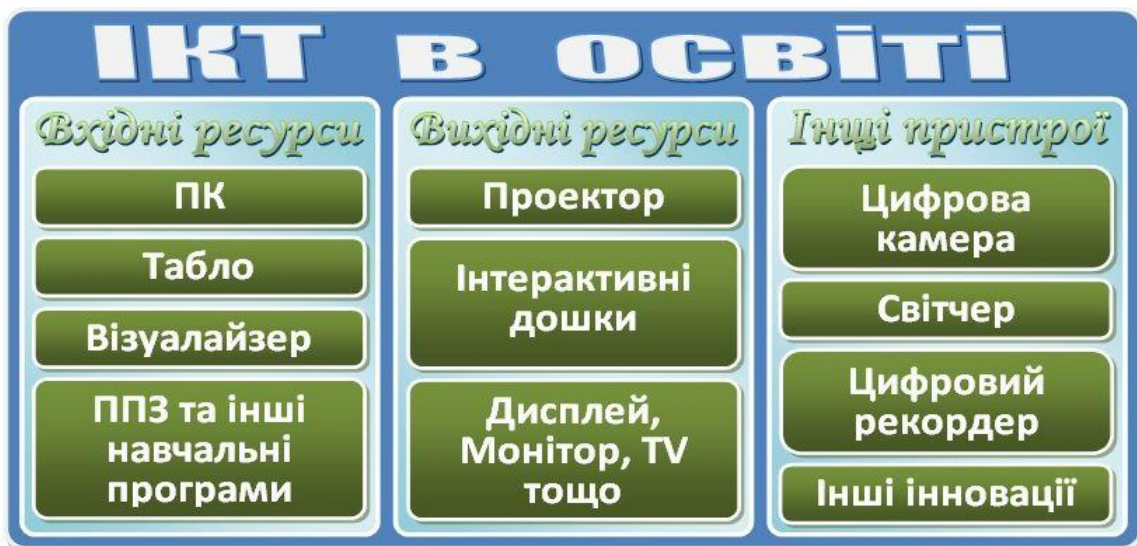 ІКТ в освіті
Вхідні ресурси
ПК
Табло
Візуалайзер
ППЗ та інші
навчальні
програми
Вихідні ресурси
Проектор
Інтерактивні
дошки
Дисплей,
Монітор, TV
тощо
Інщі пристрої
Цифрова
камера
Світчер
Цифровий
рекордер
Інші інновації